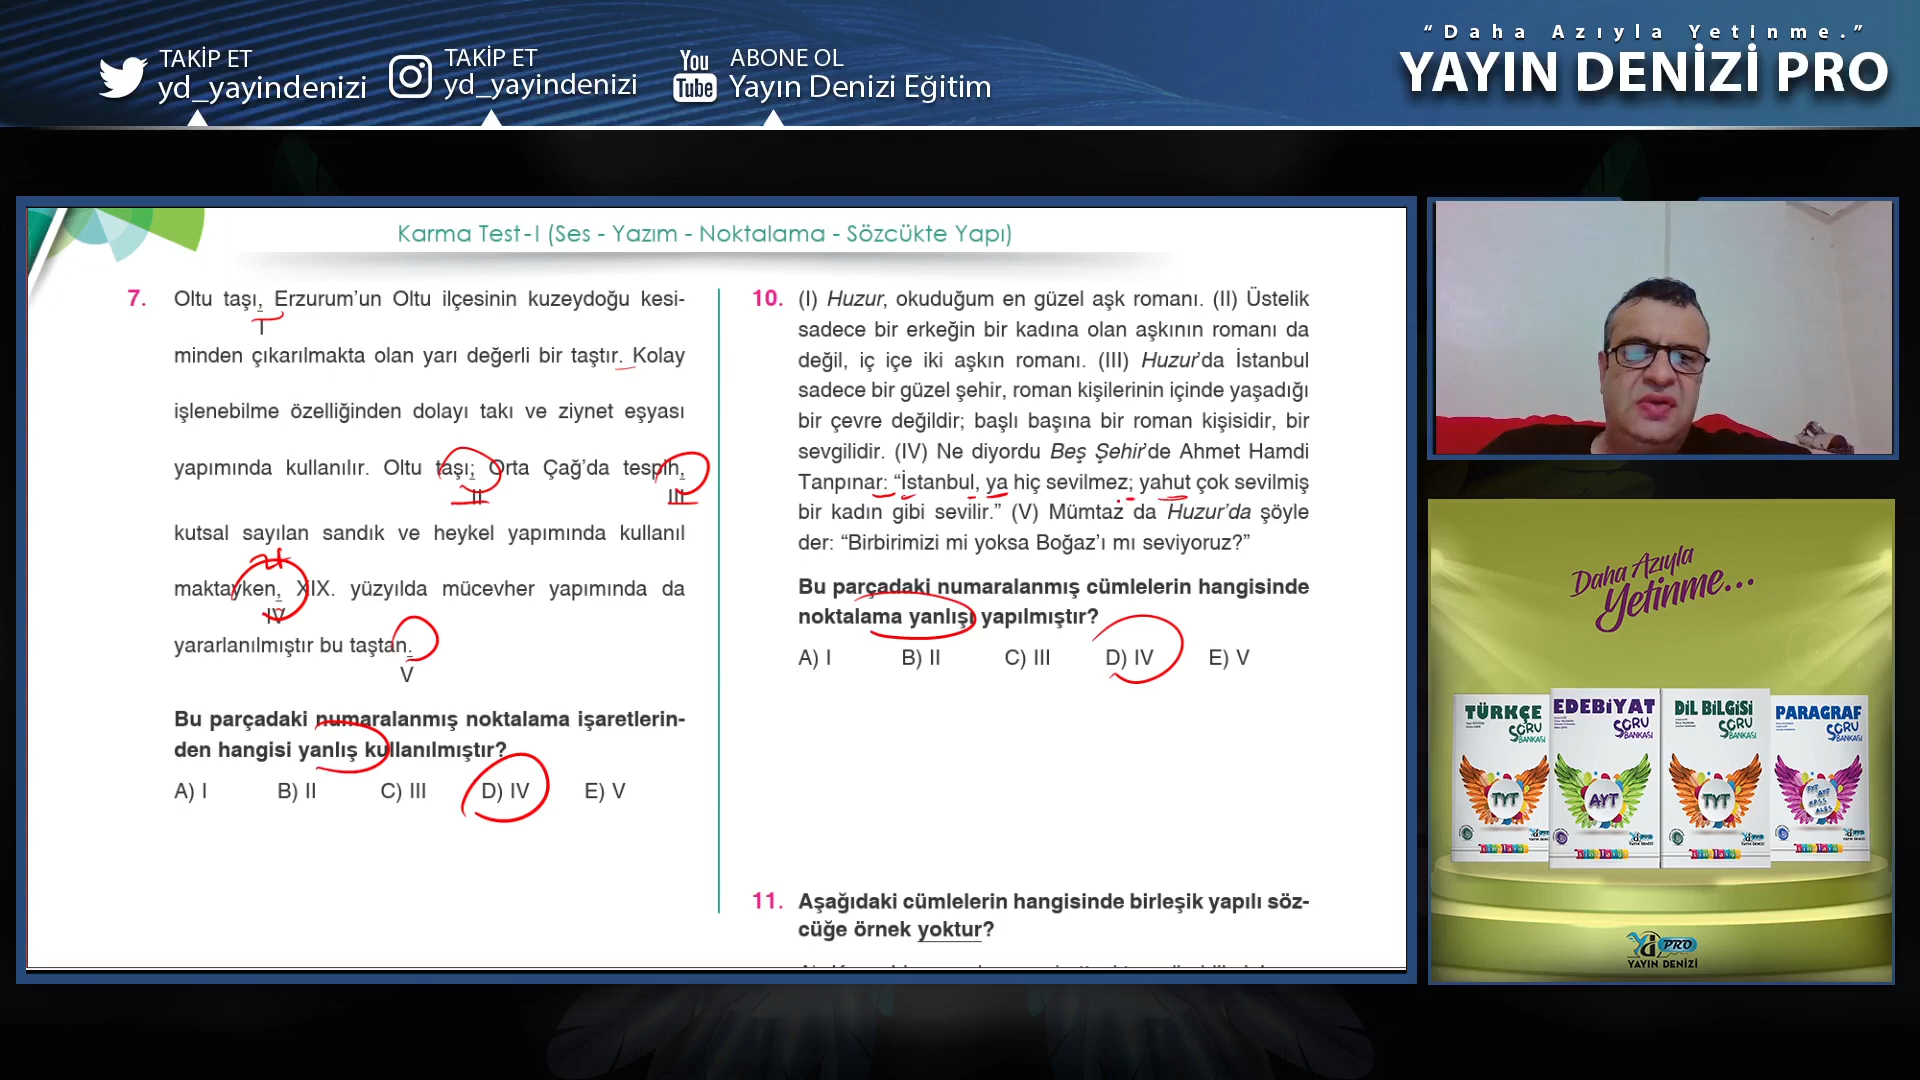 TAKİP ET
yd_yayindenizi
TAKİP ET
yd_yayindenizi
You
Tube
ABONE OL
Yayın Denizi Eğitim
“Daha Azıyla Yetinme.”
YAYIN DENİZİ PRO
Karma Test-I (Ses - Yazım - Noktalama - Sözcükte Yapı)
7. Oltu taşı, Erzurum’un Oltu ilçesinin kuzeydoğu kesi-
I
minden çıkarılmakta olan yarı değerli bir taştır. Kolay
işlenebilme özelliğinden dolayı takı ve ziynet eşyası
yapımında kullanılır. Oltu taşı; Orta Çağ’da tespih,
II III
kutsal sayılan sandık ve heykel yapımında kullanıl
maktayken, XIX. yüzyılda mücevher yapımında da
IV
yararlanılmıştır bu taştan.
V
Bu parçadaki numaralanmış noktalama işaretlerin-
den hangisi yanlış kullanılmıştır?
A) I B) II C) III D) IV E) V
10. (I) Huzur, okuduğum en güzel aşk romanı. (II) Üstelik
sadece bir erkeğin bir kadına olan aşkının romanı da
değil, iç içe iki aşkın romanı. (III) Huzur’da İstanbul
sadece bir güzel şehir, roman kişilerinin içinde yaşadığı
bir çevre değildir; başlı başına bir roman kişisidir, bir
sevgilidir. (IV) Ne diyordu Beş Şehir’de Ahmet Hamdi
Tanpınar: “İstanbul, ya hiç sevilmez; yahut çok sevilmiş
bir kadın gibi sevilir.” (V) Mümtaz da Huzur’da şöyle
der: “Birbirimizi mi yoksa Boğaz’ı mı seviyoruz?”
Bu parçadaki numaralanmış cümlelerin hangisinde
noktalama yanlışı yapılmıştır?
A) I B) II C) III D) IV E) V
11. Aşağıdaki cümlelerin hangisinde birleşik yapılı söz-
cüğe örnek yoktur?
Daha Azıyla
Yetinme...
TÜRKÇE
SORU
BANKASI
TYT
EDEBİYAT
SORU
BANKASI
AYT
DİL BİLGİSİ
SORU
BANKASI
TYT
PARAGRAF
SORU
BANKASI
TYT AYT
KPSS
ALES
yd PRO
YAYIN DENİZİ